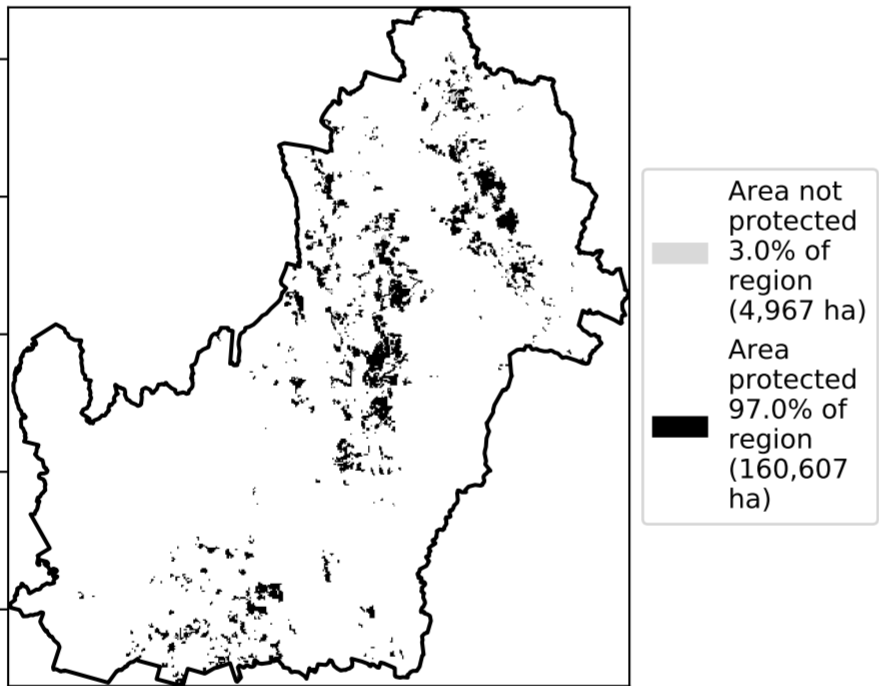 Area not
protected
3.0% of
region
(4,967 ha)
Area
protected
97.0% of
region
(160,607
ha)